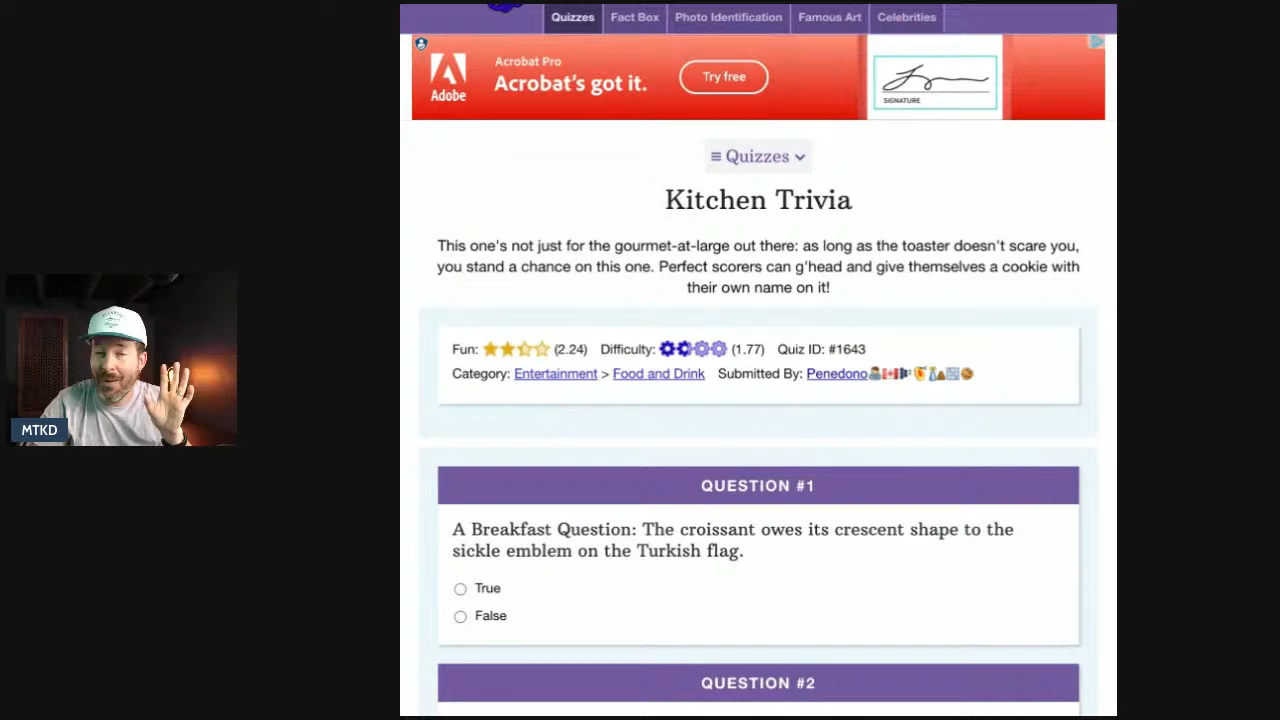 Quizzes Fact Box Photo Identification Famous Art Celebrities
Adobe
Acrobat Pro
Acrobat's got it.
Try free
SIGNATURE
≡ Quizzes
Kitchen Trivia
This one's not just for the gourmet-at-large out there: as long as the toaster doesn't scare you,
you stand a chance on this one. Perfect scorers can g'head and give themselves a cookie with
their own name on it!
Fun: (2.24) Difficulty: (1.77) Quiz ID: #1643
Category: Entertainment > Food and Drink Submitted By: Penedono
MTKD
QUESTION #1
A Breakfast Question: The croissant owes its crescent shape to the
sickle emblem on the Turkish flag.
True
False
QUESTION #2